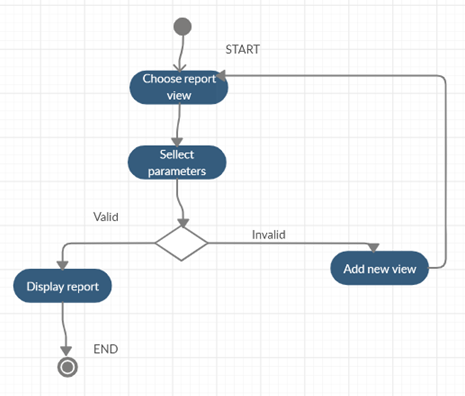 START
Choose report
view
Sellect
parameters
Valid
Invalid
Add new view
Display report
END